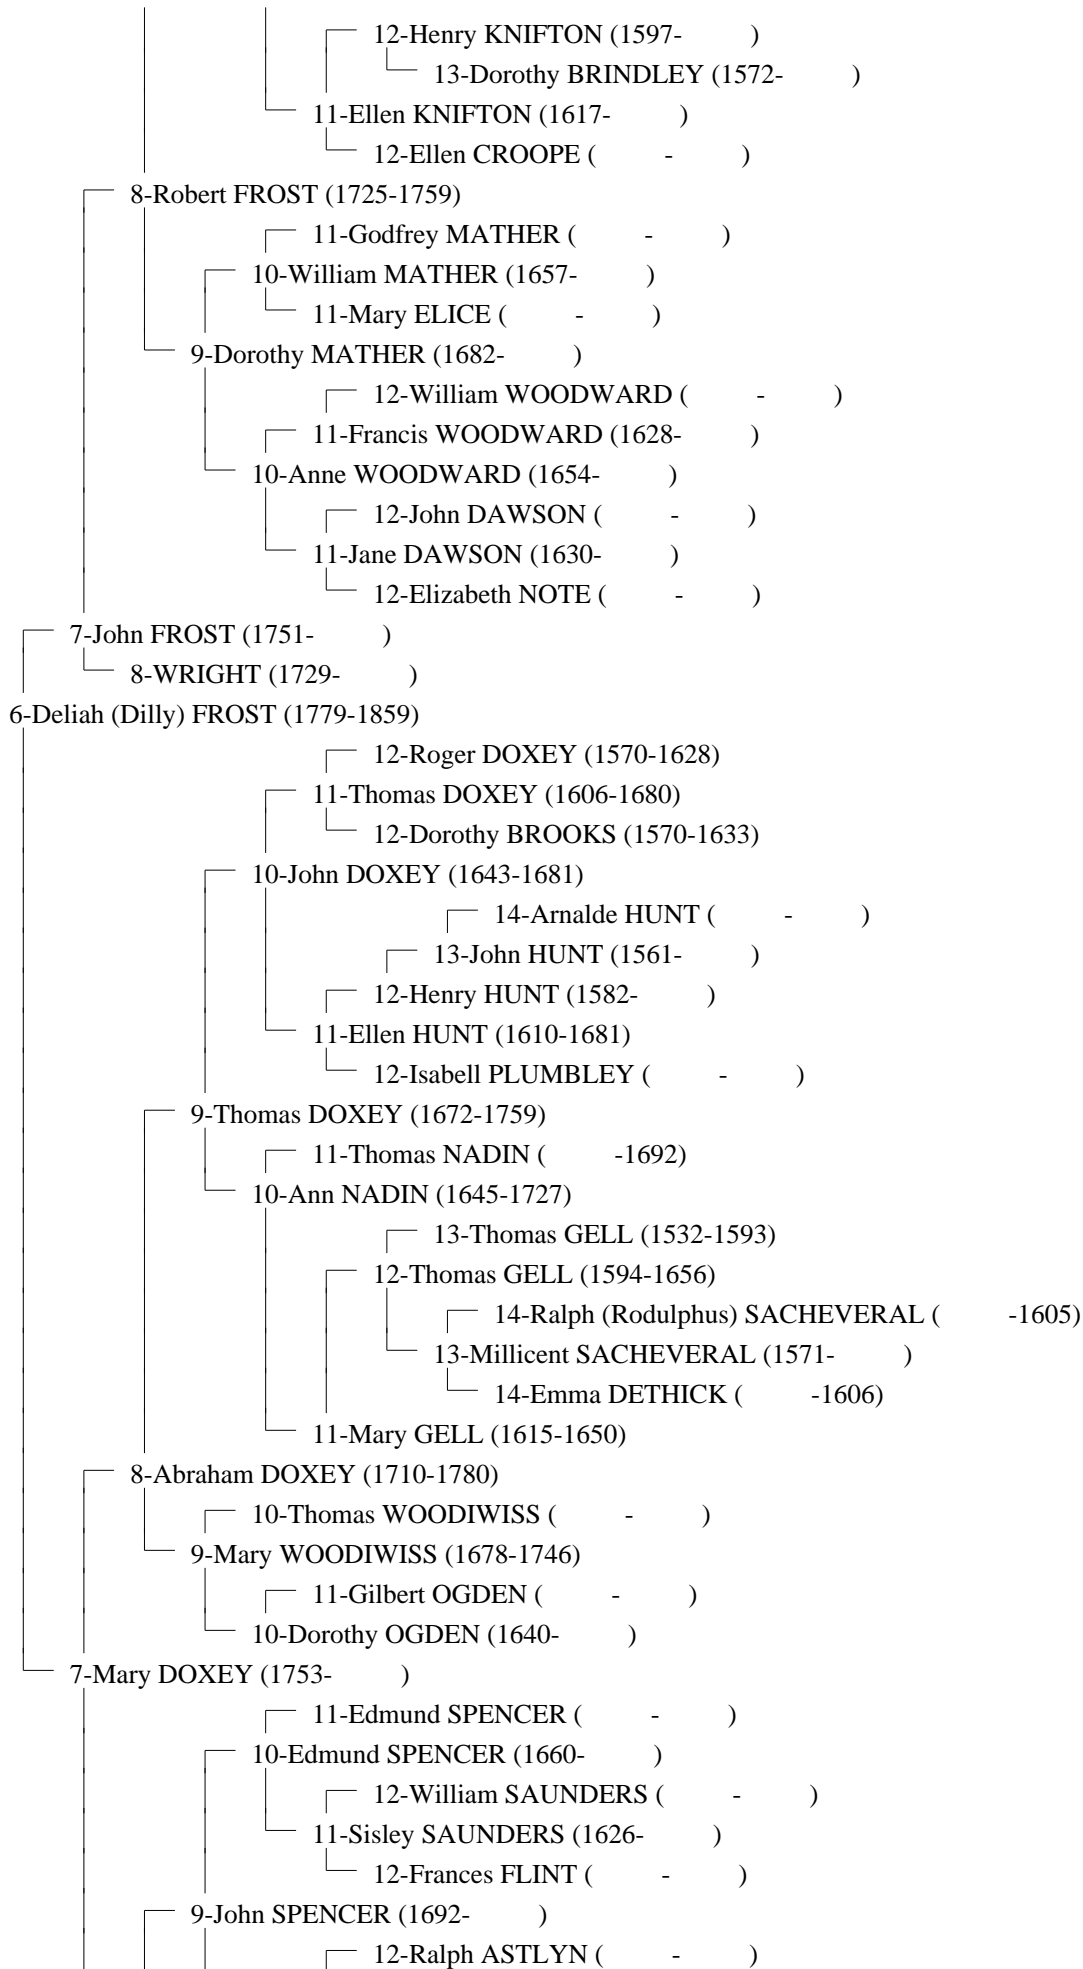 12-Henry KNIFTON (1597- )
13-Dorothy BRINDLEY (1572- )
11-Ellen KNIFTON (1617- )
12-Ellen CROOPE ( - )
8-Robert FROST (1725-1759)
11-Godfrey MATHER ( - )
10-William MATHER (1657- )
11-Mary ELICE ( - )
9-Dorothy MATHER (1682- )
12-William WOODWARD ( - )
11-Francis WOODWARD (1628- )
10-Anne WOODWARD (1654- )
12-John DAWSON ( - )
11-Jane DAWSON (1630- )
12-Elizabeth NOTE ( - )
7-John FROST (1751- )
8-WRIGHT (1729- )
6-Deliah (Dilly) FROST (1779-1859)
12-Roger DOXEY (1570-1628)
11-Thomas DOXEY (1606-1680)
12-Dorothy BROOKS (1570-1633)
10-John DOXEY (1643-1681)
14-Arnalde HUNT ( - )
13-John HUNT (1561- )
12-Henry HUNT (1582- )
11-Ellen HUNT (1610-1681)
12-Isabell PLUMBLEY ( - )
9-Thomas DOXEY (1672-1759)
11-Thomas NADIN ( -1692)
10-Ann NADIN (1645-1727)
13-Thomas GELL (1532-1593)
12-Thomas GELL (1594-1656)
14-Ralph (Rodulphus) SACHEVERAL ( -1605)
13-Millicent SACHEVERAL (1571- )
14-Emma DETHICK ( -1606)
11-Mary GELL (1615-1650)
8-Abraham DOXEY (1710-1780)
10-Thomas WOODIWISS ( - )
9-Mary WOODIWISS (1678-1746)
11-Gilbert OGDEN ( - )
10-Dorothy OGDEN (1640- )
7-Mary DOXEY (1753- )
11-Edmund SPENCER ( - )
10-Edmund SPENCER (1660- )
12-William SAUNDERS ( - )
11-Sisley SAUNDERS (1626- )
12-Frances FLINT ( - )
9-John SPENCER (1692- )
12-Ralph ASTLYN ( - )